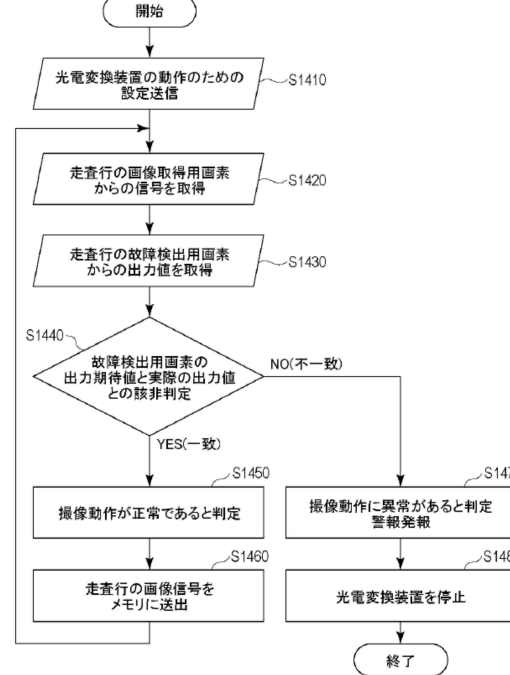 開始
光電変換装置の動作のための
設定送信
S1410
走査行の画像取得用画素
からの信号を取得
S1420
走査行の故障検出用画素
からの出力値を取得
S1430
S1440
故障検出用画素の
出力期待値と実際の出力値
との該非判定
NO(不一致)
YES(一致)
S1450
撮像動作が正常であると判定
S147
撮像動作に異常があると判定
警報発報
S1460
走査行の画像信号を
メモリに送出
S148
光電変換装置を停止
終了